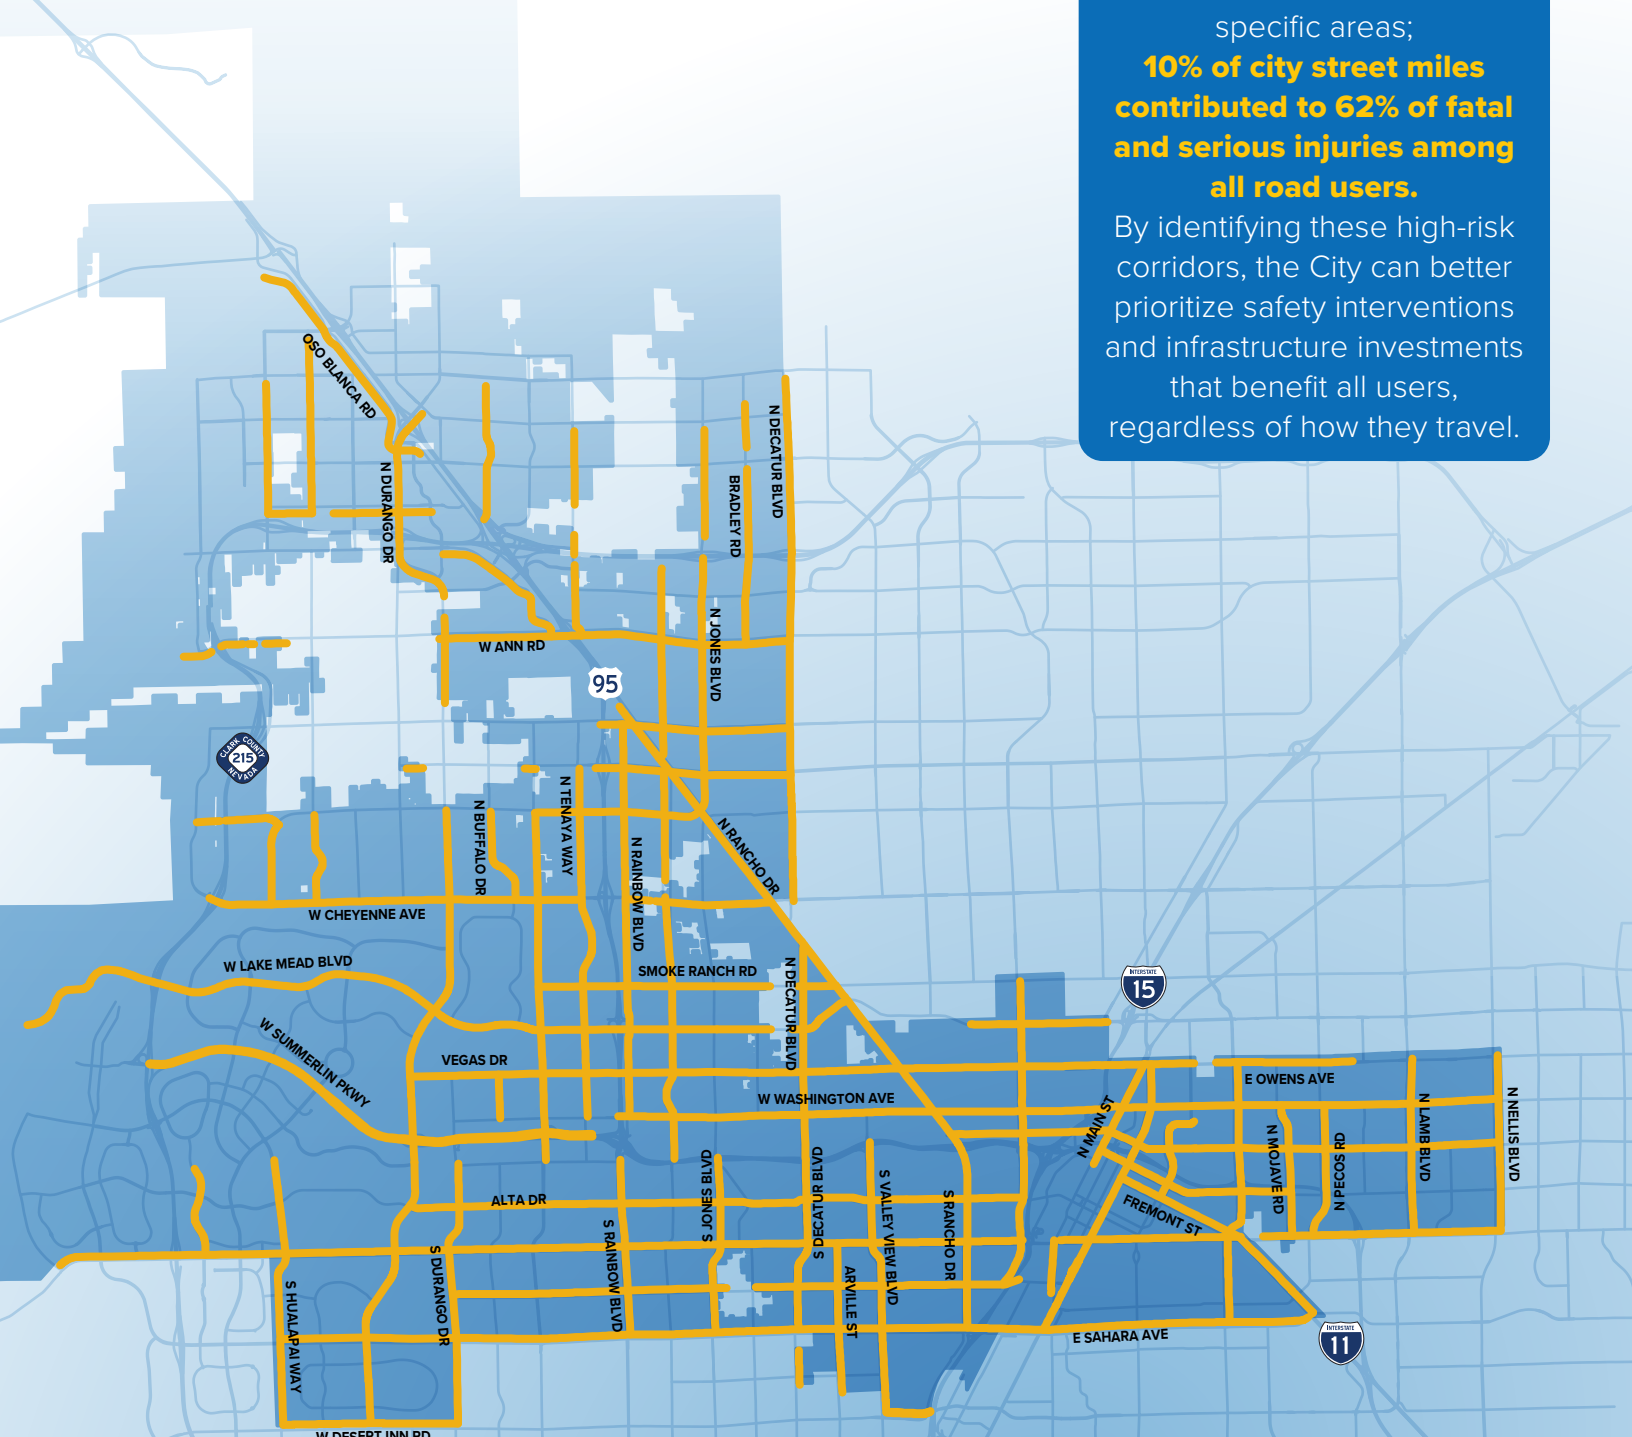 specific areas;
10% of city street miles
contributed to 62% of fatal
and serious injuries among
all road users.
By identifying these high-risk
corridors, the City can better
prioritize safety interventions
and infrastructure investments
that benefit all users,
regardless of how they travel.
OSO BLANCA RD
N DURANGO DR
N DECATUR BLVD
BRADLEY RD
N JONES BLVD
W ANN RD
95
CLARK COUNTY
215
NEVADA
N BUFFALO DR
N TENAYA WAY
N RAINBOW BLVD
N RANCHO DR
W CHEYENNE AVE
W LAKE MEAD BLVD
SMOKE RANCH RD
N DECATUR BLVD
INTERSTATE
15
W SUMMERLIN PKWY
VEGAS DR
W WASHINGTON AVE
E OWENS AVE
N MAIN ST
N MOJAVE RD
N PECOS RD
N LAMB BLVD
N NELLIS BLVD
ALTA DR
S JONES BLVD
S DECATUR BLVD
S VALLEY VIEW BLVD
S RANCHO DR
FREMONT ST
S HUALAPAI WAY
S DURANGO DR
S RAINBOW BLVD
ARVILLE ST
E SAHARA AVE
INTERSTATE
11
W DESERT INN RD